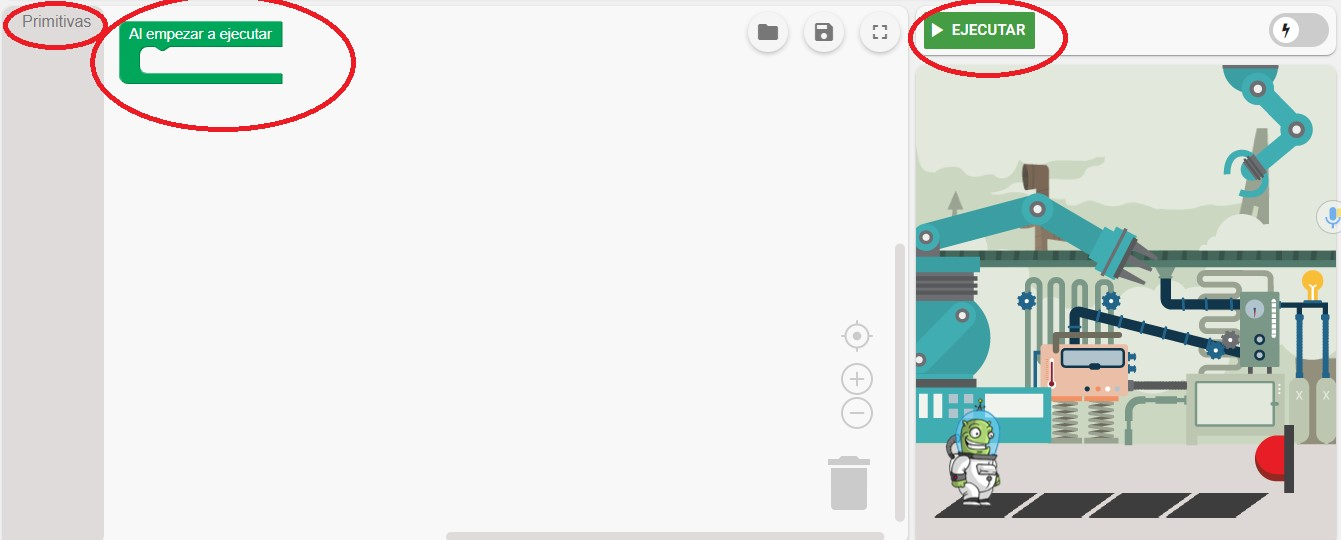 Primitivas
Al empezar a ejecutar
EJECUTAR
X X